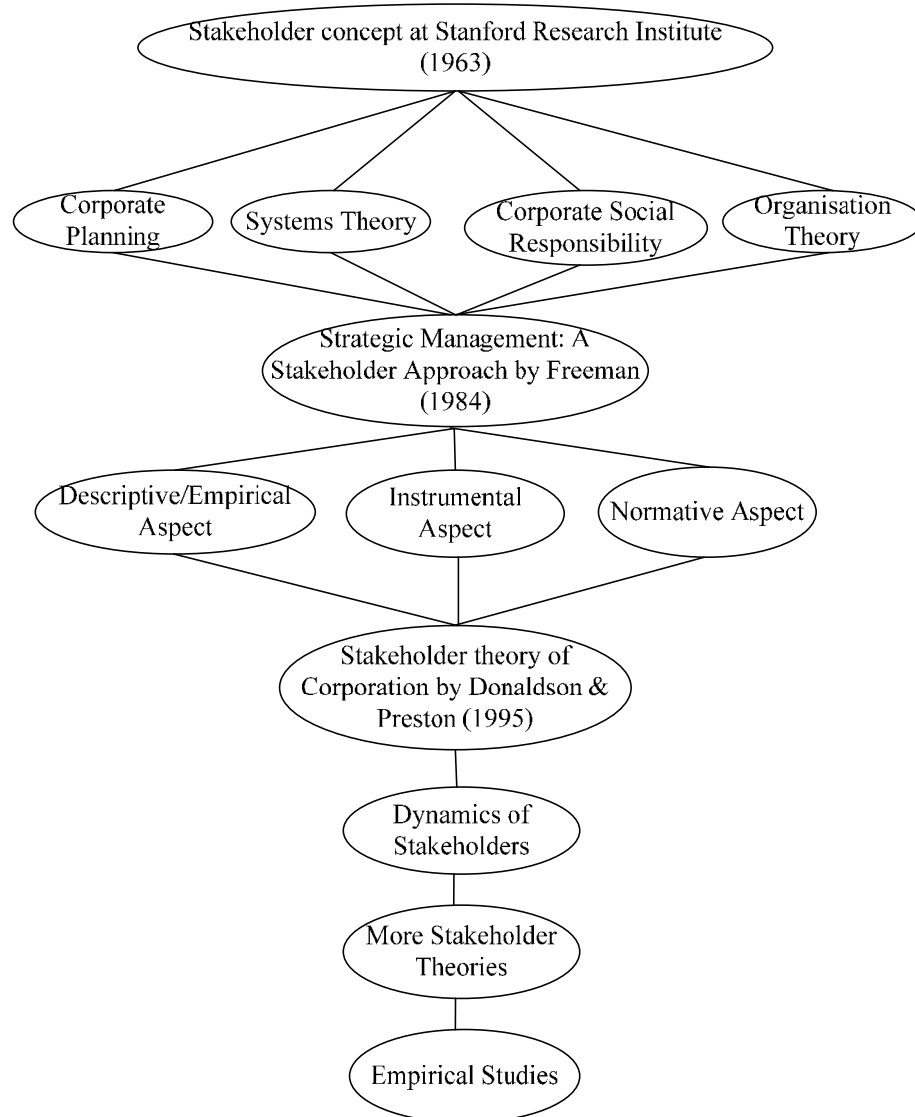 Stakeholder concept at Stanford Research Institute
(1963)
Corporate
Planning
Systems Theory
Corporate Social
Responsibility
Organisation
Theory
Strategic Management: A
Stakeholder Approach by Freeman
(1984)
Descriptive/Empirical
Aspect
Instrumental
Aspect
Normative Aspect
Stakeholder theory of
Corporation by Donaldson &
Preston (1995)
Dynamics of
Stakeholders
More Stakeholder
Theories
Empirical Studies